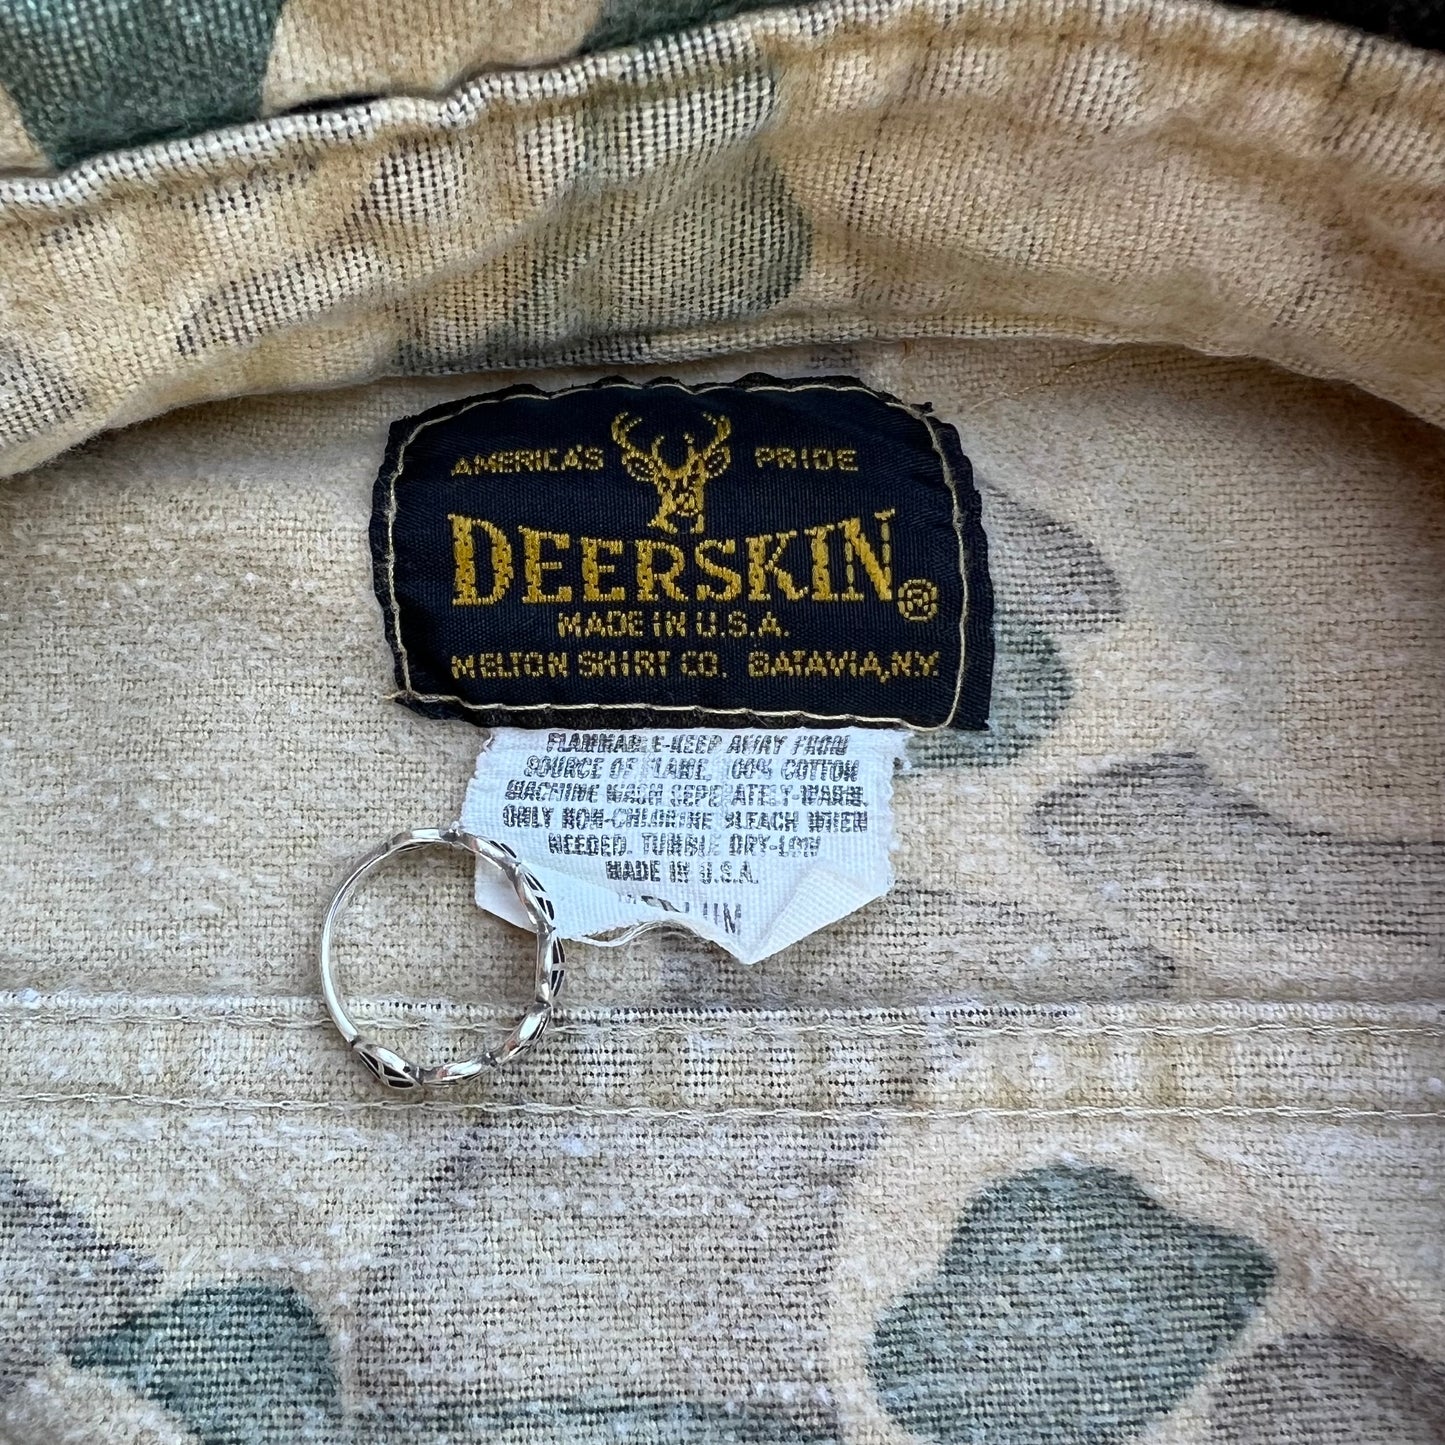 AMERICA'S PRIDE
DEERSKIN®
MADE IN U.S.A.
MELTON SHIRT CO. BATAVIA, N.Y.
FLAMMABLE-KEEP AWAY FROM
SOURCE OF FLAME, 100% COTTON
MACHINE WASH SEPERATELY-WARM.
ONLY NON-CHLORINE BLEACH WHEN
NEEDED. TUMBLE DRY-LOW
MADE IN U.S.A.